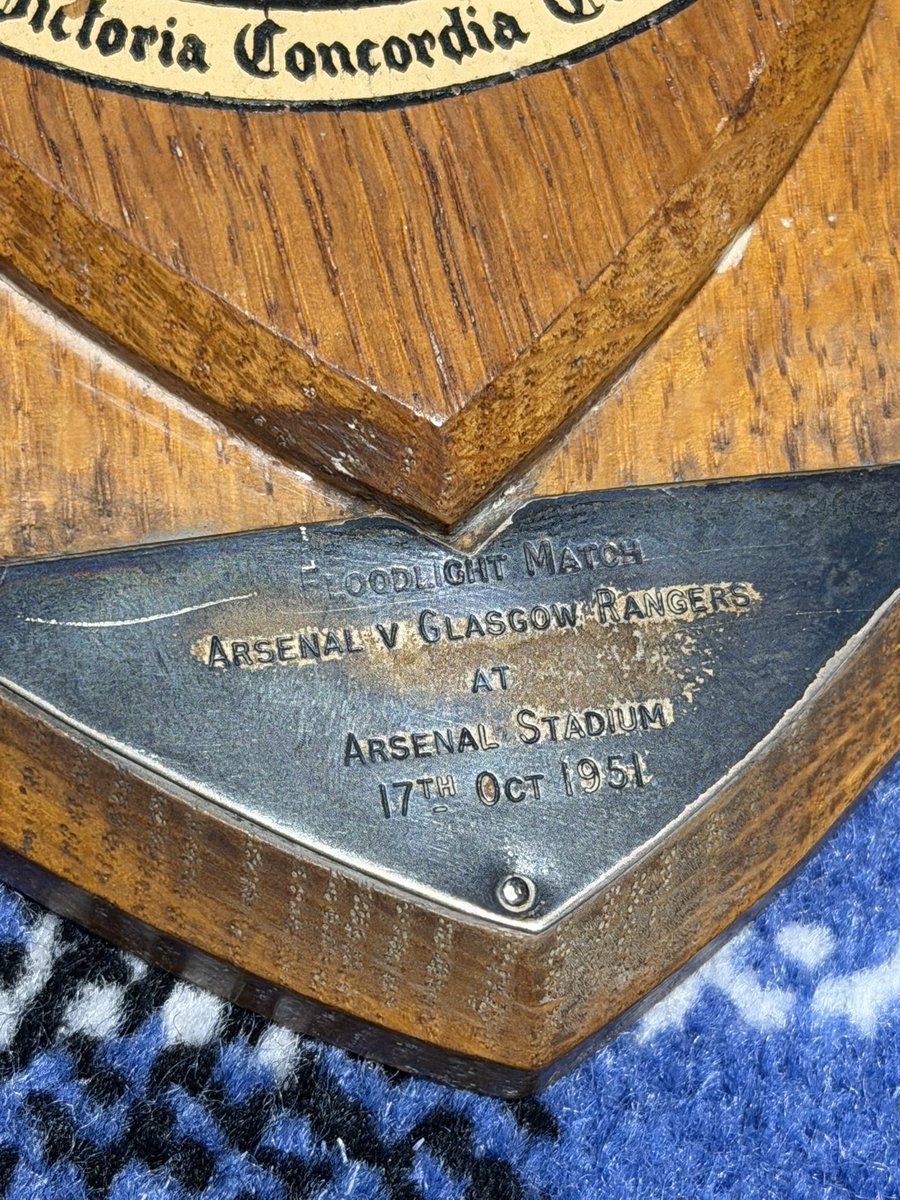 Victoria Concordia
FLOODLIGHT MATCH
ARSENAL V GLASGOW RANGERS
AT
ARSENAL STADIUM
17TH OCT 1951